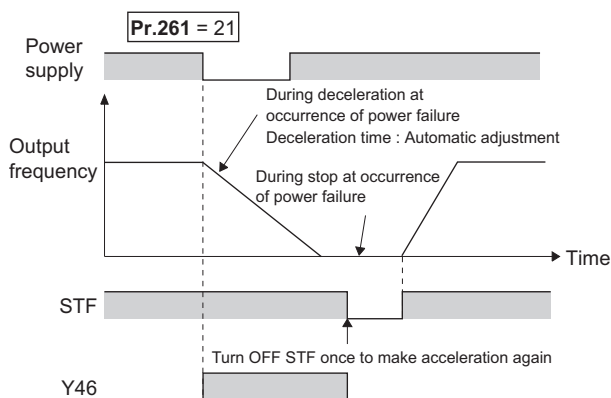 Pr.261 = 21
Power
supply
During deceleration at
occurrence of power failure
Deceleration time : Automatic adjustment
Output
frequency
During stop at occurrence
of power failure
Time
STF
Turn OFF STF once to make acceleration again
Y46